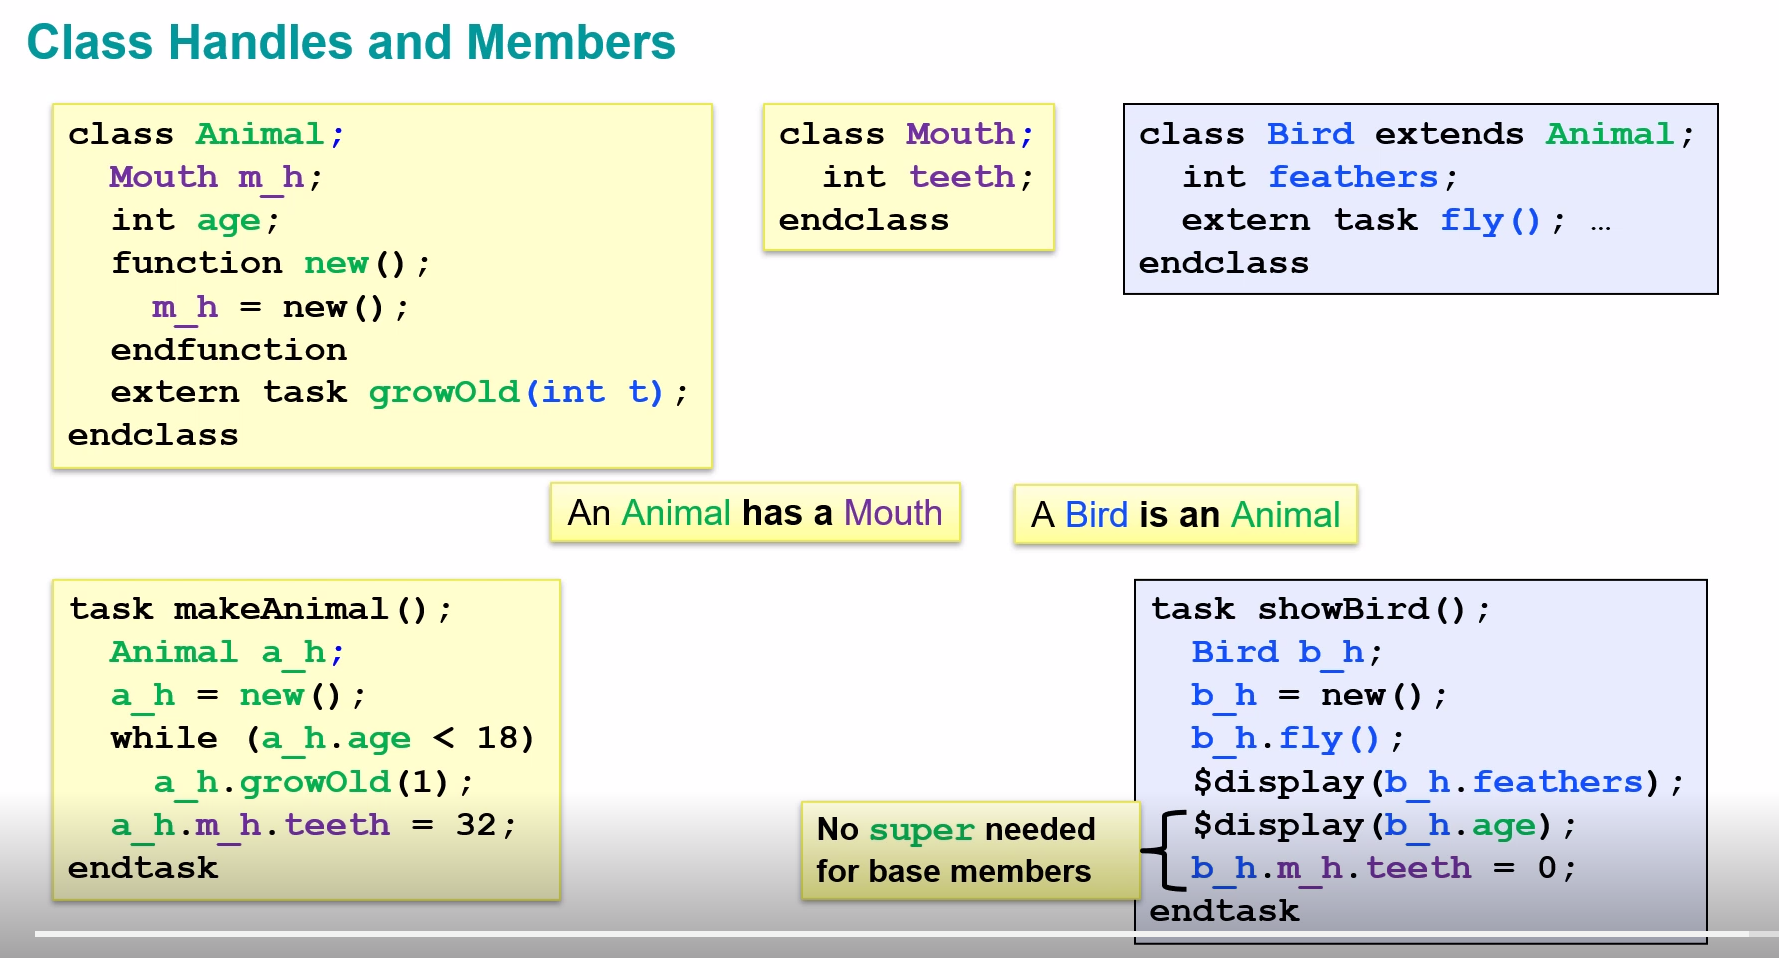 Class Handles and Members
class Animal;
  Mouth m_h;
  int age;
  function new();
    m_h = new();
  endfunction
  extern task growOld(int t);
endclass
class Mouth;
  int teeth;
endclass
class Bird extends Animal;
  int feathers;
  extern task fly(); …
endclass
An Animal has a Mouth
A Bird is an Animal
task makeAnimal();
  Animal a_h;
  a_h = new();
  while (a_h.age < 18)
    a_h.growOld(1);
  a_h.m_h.teeth = 32;
endtask
No super needed
for base members
task showBird();
  Bird b_h;
  b_h = new();
  b_h.fly();
  $display(b_h.feathers);
  $display(b_h.age);
  b_h.m_h.teeth = 0;
endtask